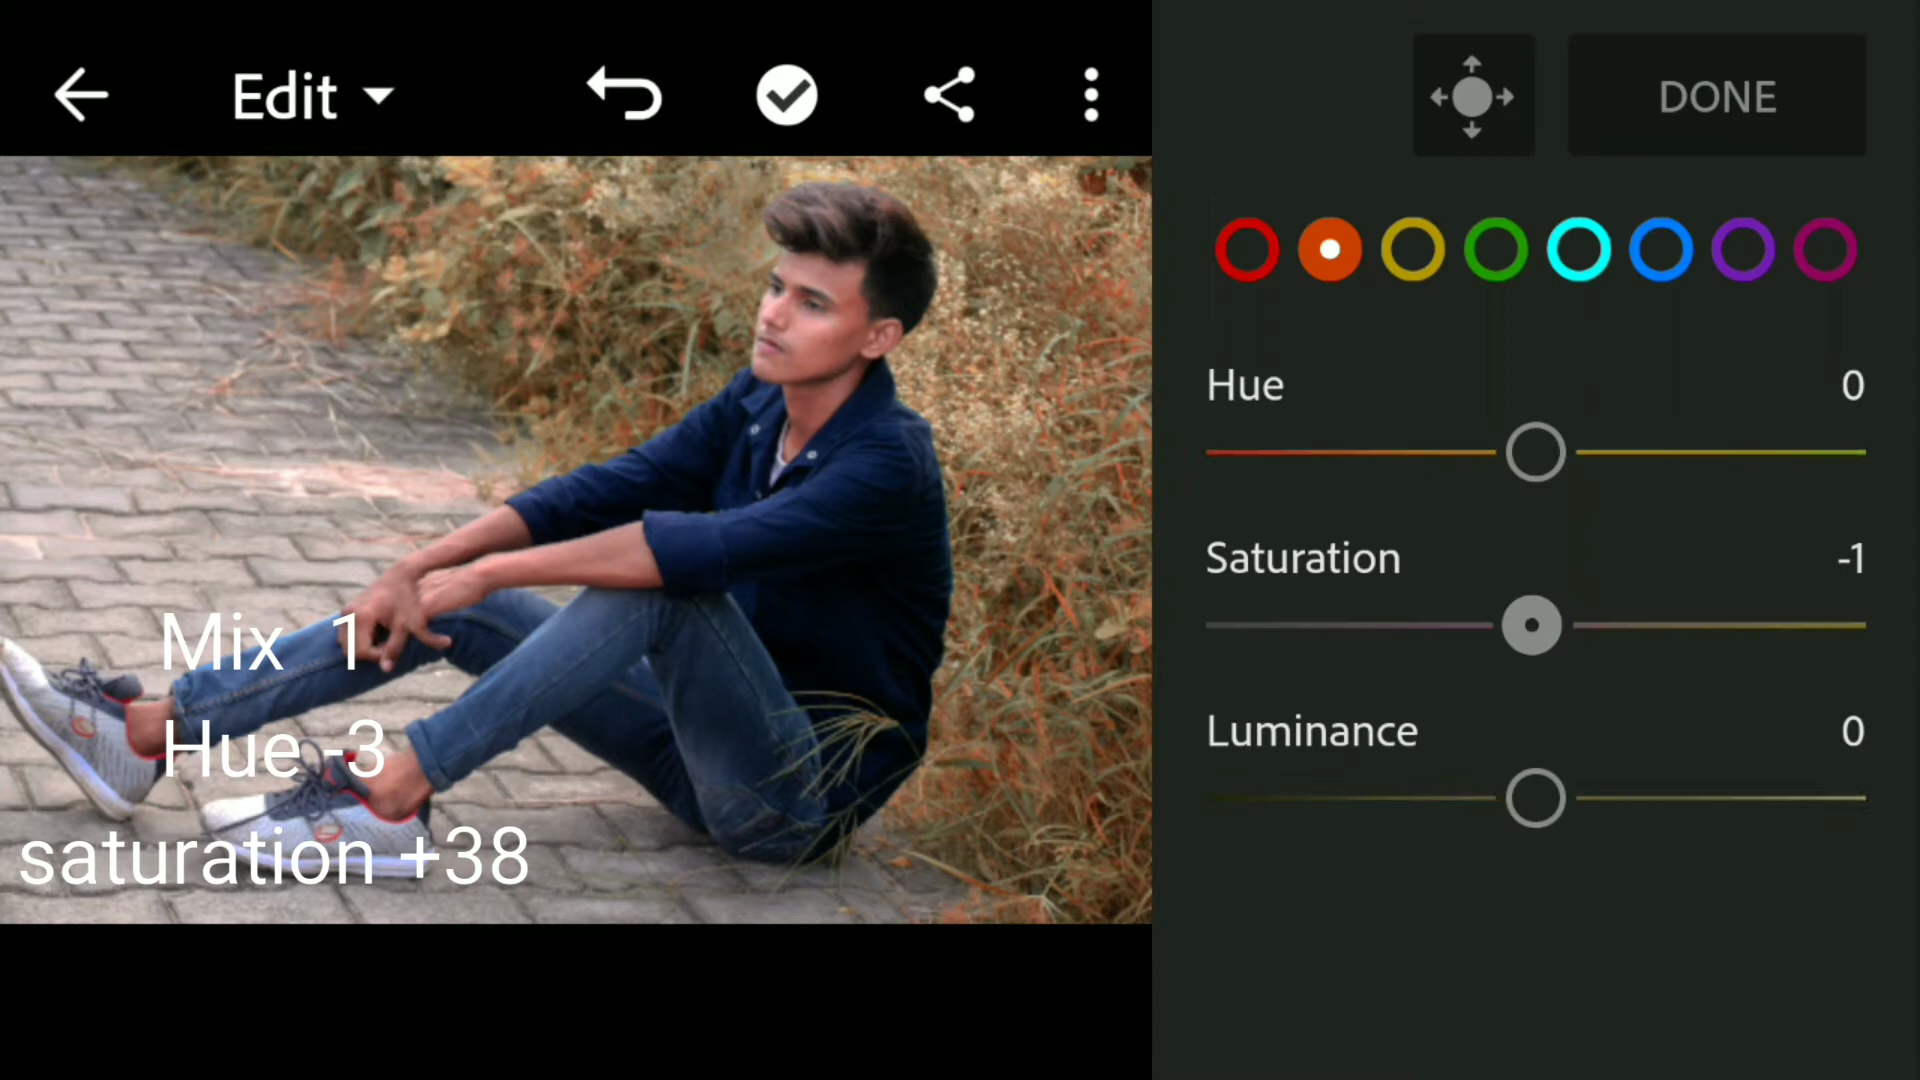 Edit
DONE
Hue 0
Saturation -1
Luminance 0
Mix 1
Hue -3
saturation +38